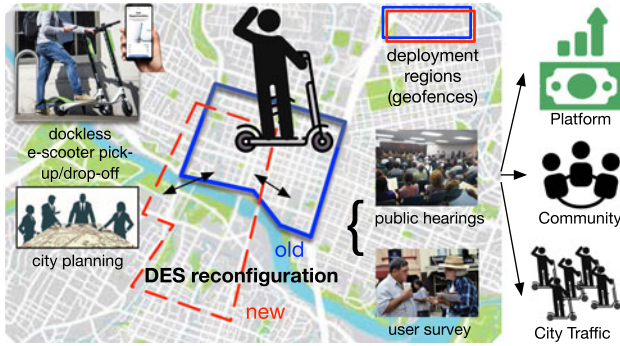 dockless
e-scooter pick-
up/drop-off
city planning
deployment
regions
(geofences)
public hearings
user survey
old
DES reconfiguration
new
Platform
Community
City Traffic